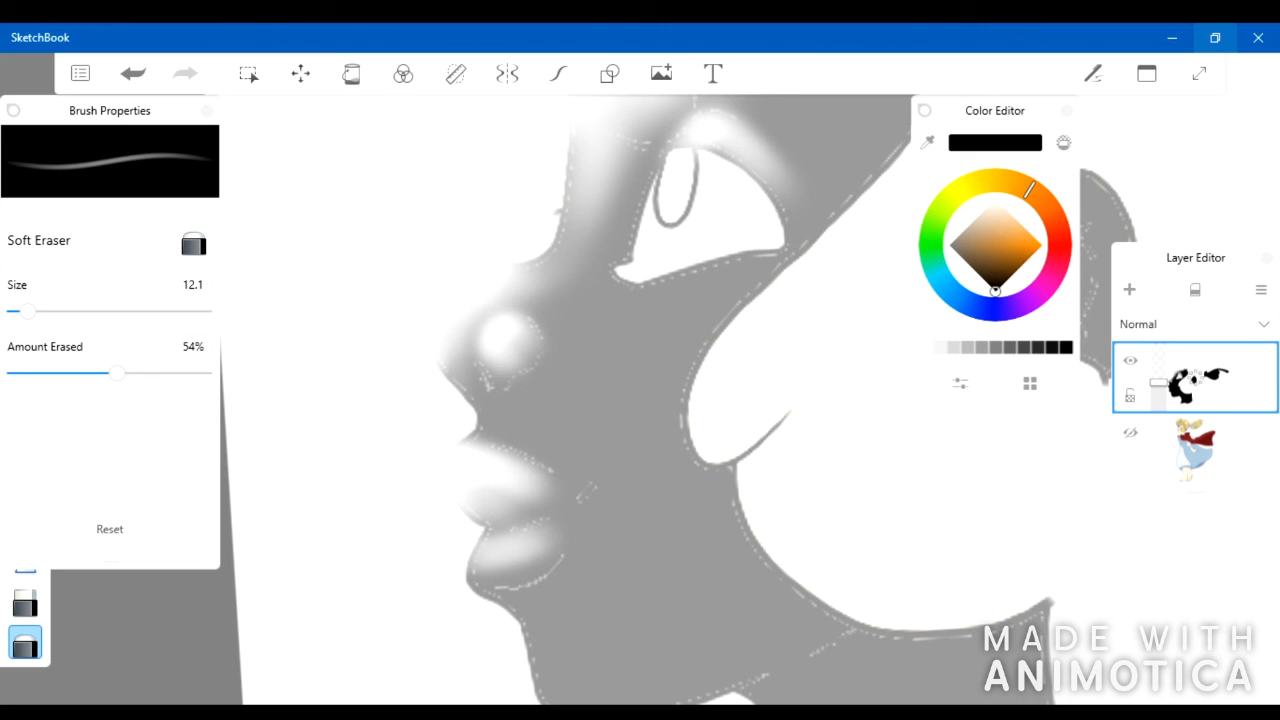 SketchBook
Brush Properties
Color Editor
Soft Eraser
Size 12.1
Amount Erased 54%
Reset
Layer Editor
Normal
MADE WITH
ANIMOTICA